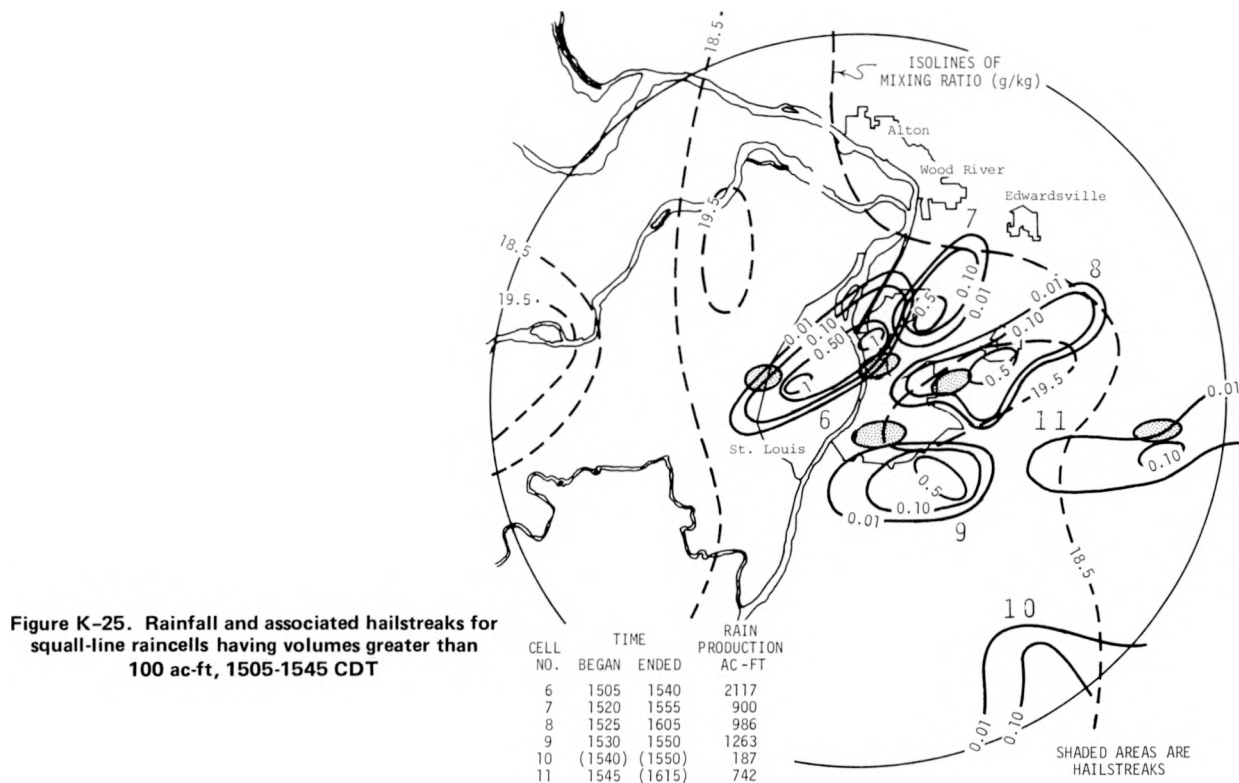 18.5
ISOLINES OF
MIXING RATIO (g/kg)
Alton
Wood River
Edwardsville
7
19.5
18.5
0.10
0.01
8
0.01
19.5
0.5
0.10
0.01
0.10
0.50
1
1
0.5
19.5
11
0.01
6
St. Louis
0.10
0.5
0.10
0.01
9
18.5
10
0.01
0.10
SHADED AREAS ARE
HAILSTREAKS
Figure K-25. Rainfall and associated hailstreaks for
squall-line raincells having volumes greater than
100 ac-ft, 1505-1545 CDT
CELL NO. TIME BEGAN ENDED RAIN PRODUCTION AC-FT
6 1505 1540 2117
7 1520 1555 900
8 1525 1605 986
9 1530 1550 1263
10 (1540) (1550) 187
11 1545 (1615) 742